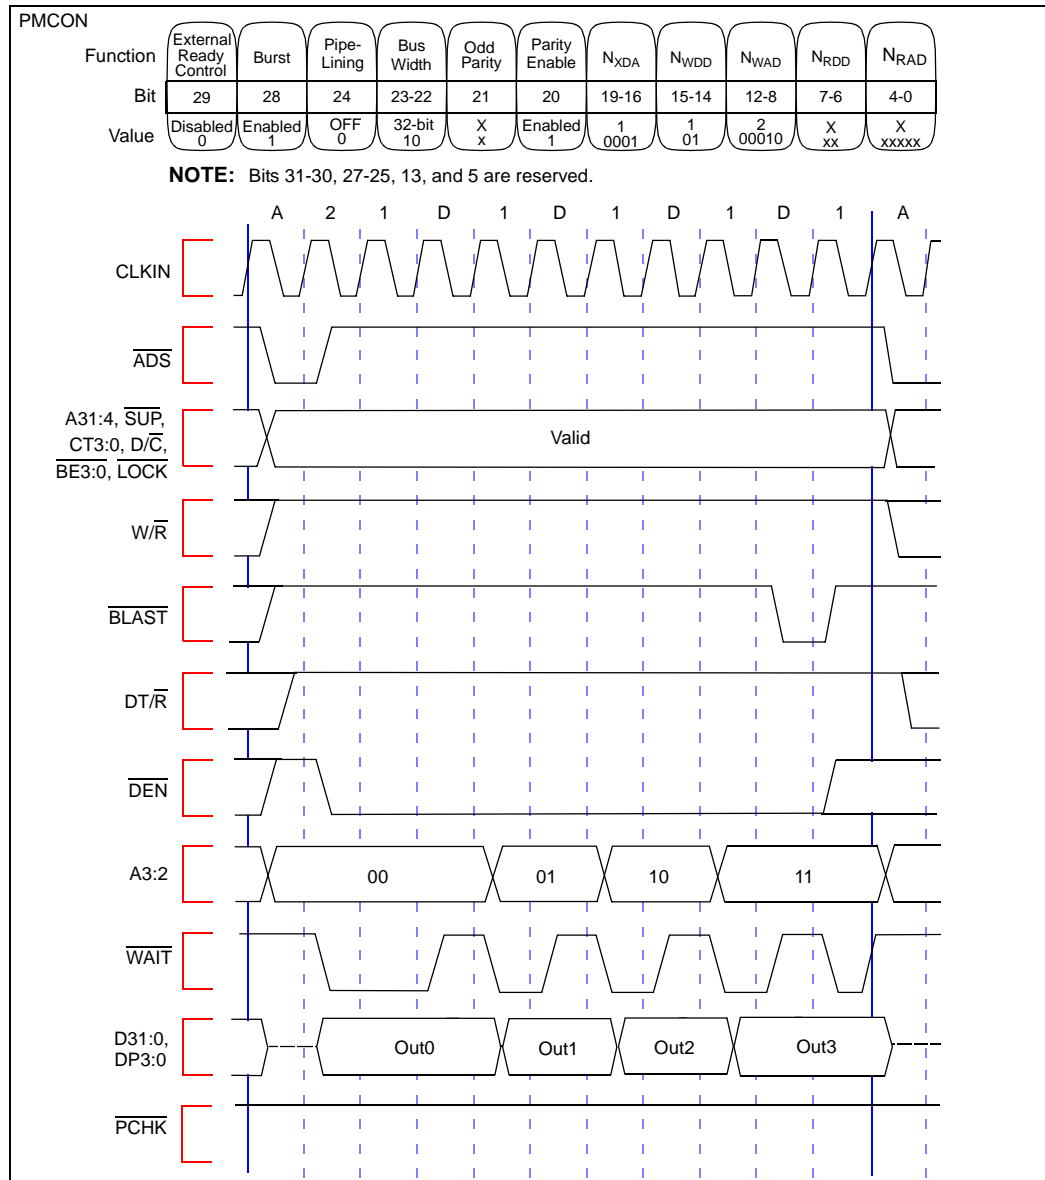 PMCON
Function
External Ready Control
Burst
Pipe-Lining
Bus Width
Odd Parity
Parity Enable
NXDA
NWDD
NWAD
NRDD
NRAD
Bit
29
28
24
23-22
21
20
19-16
15-14
12-8
7-6
4-0
Value
Disabled 0
Enabled 1
OFF 0
32-bit 10
X x
Enabled 1
1 0001
1 01
2 00010
X xx
X xxxxx
NOTE: Bits 31-30, 27-25, 13, and 5 are reserved.
A 2 1 D 1 D 1 D 1 D 1 A
CLKIN
ADS
A31:4, SUP,
CT3:0, D/C,
BE3:0, LOCK
Valid
W/R
BLAST
DT/R
DEN
A3:2
00 01 10 11
WAIT
D31:0,
DP3:0
Out0 Out1 Out2 Out3
PCHK